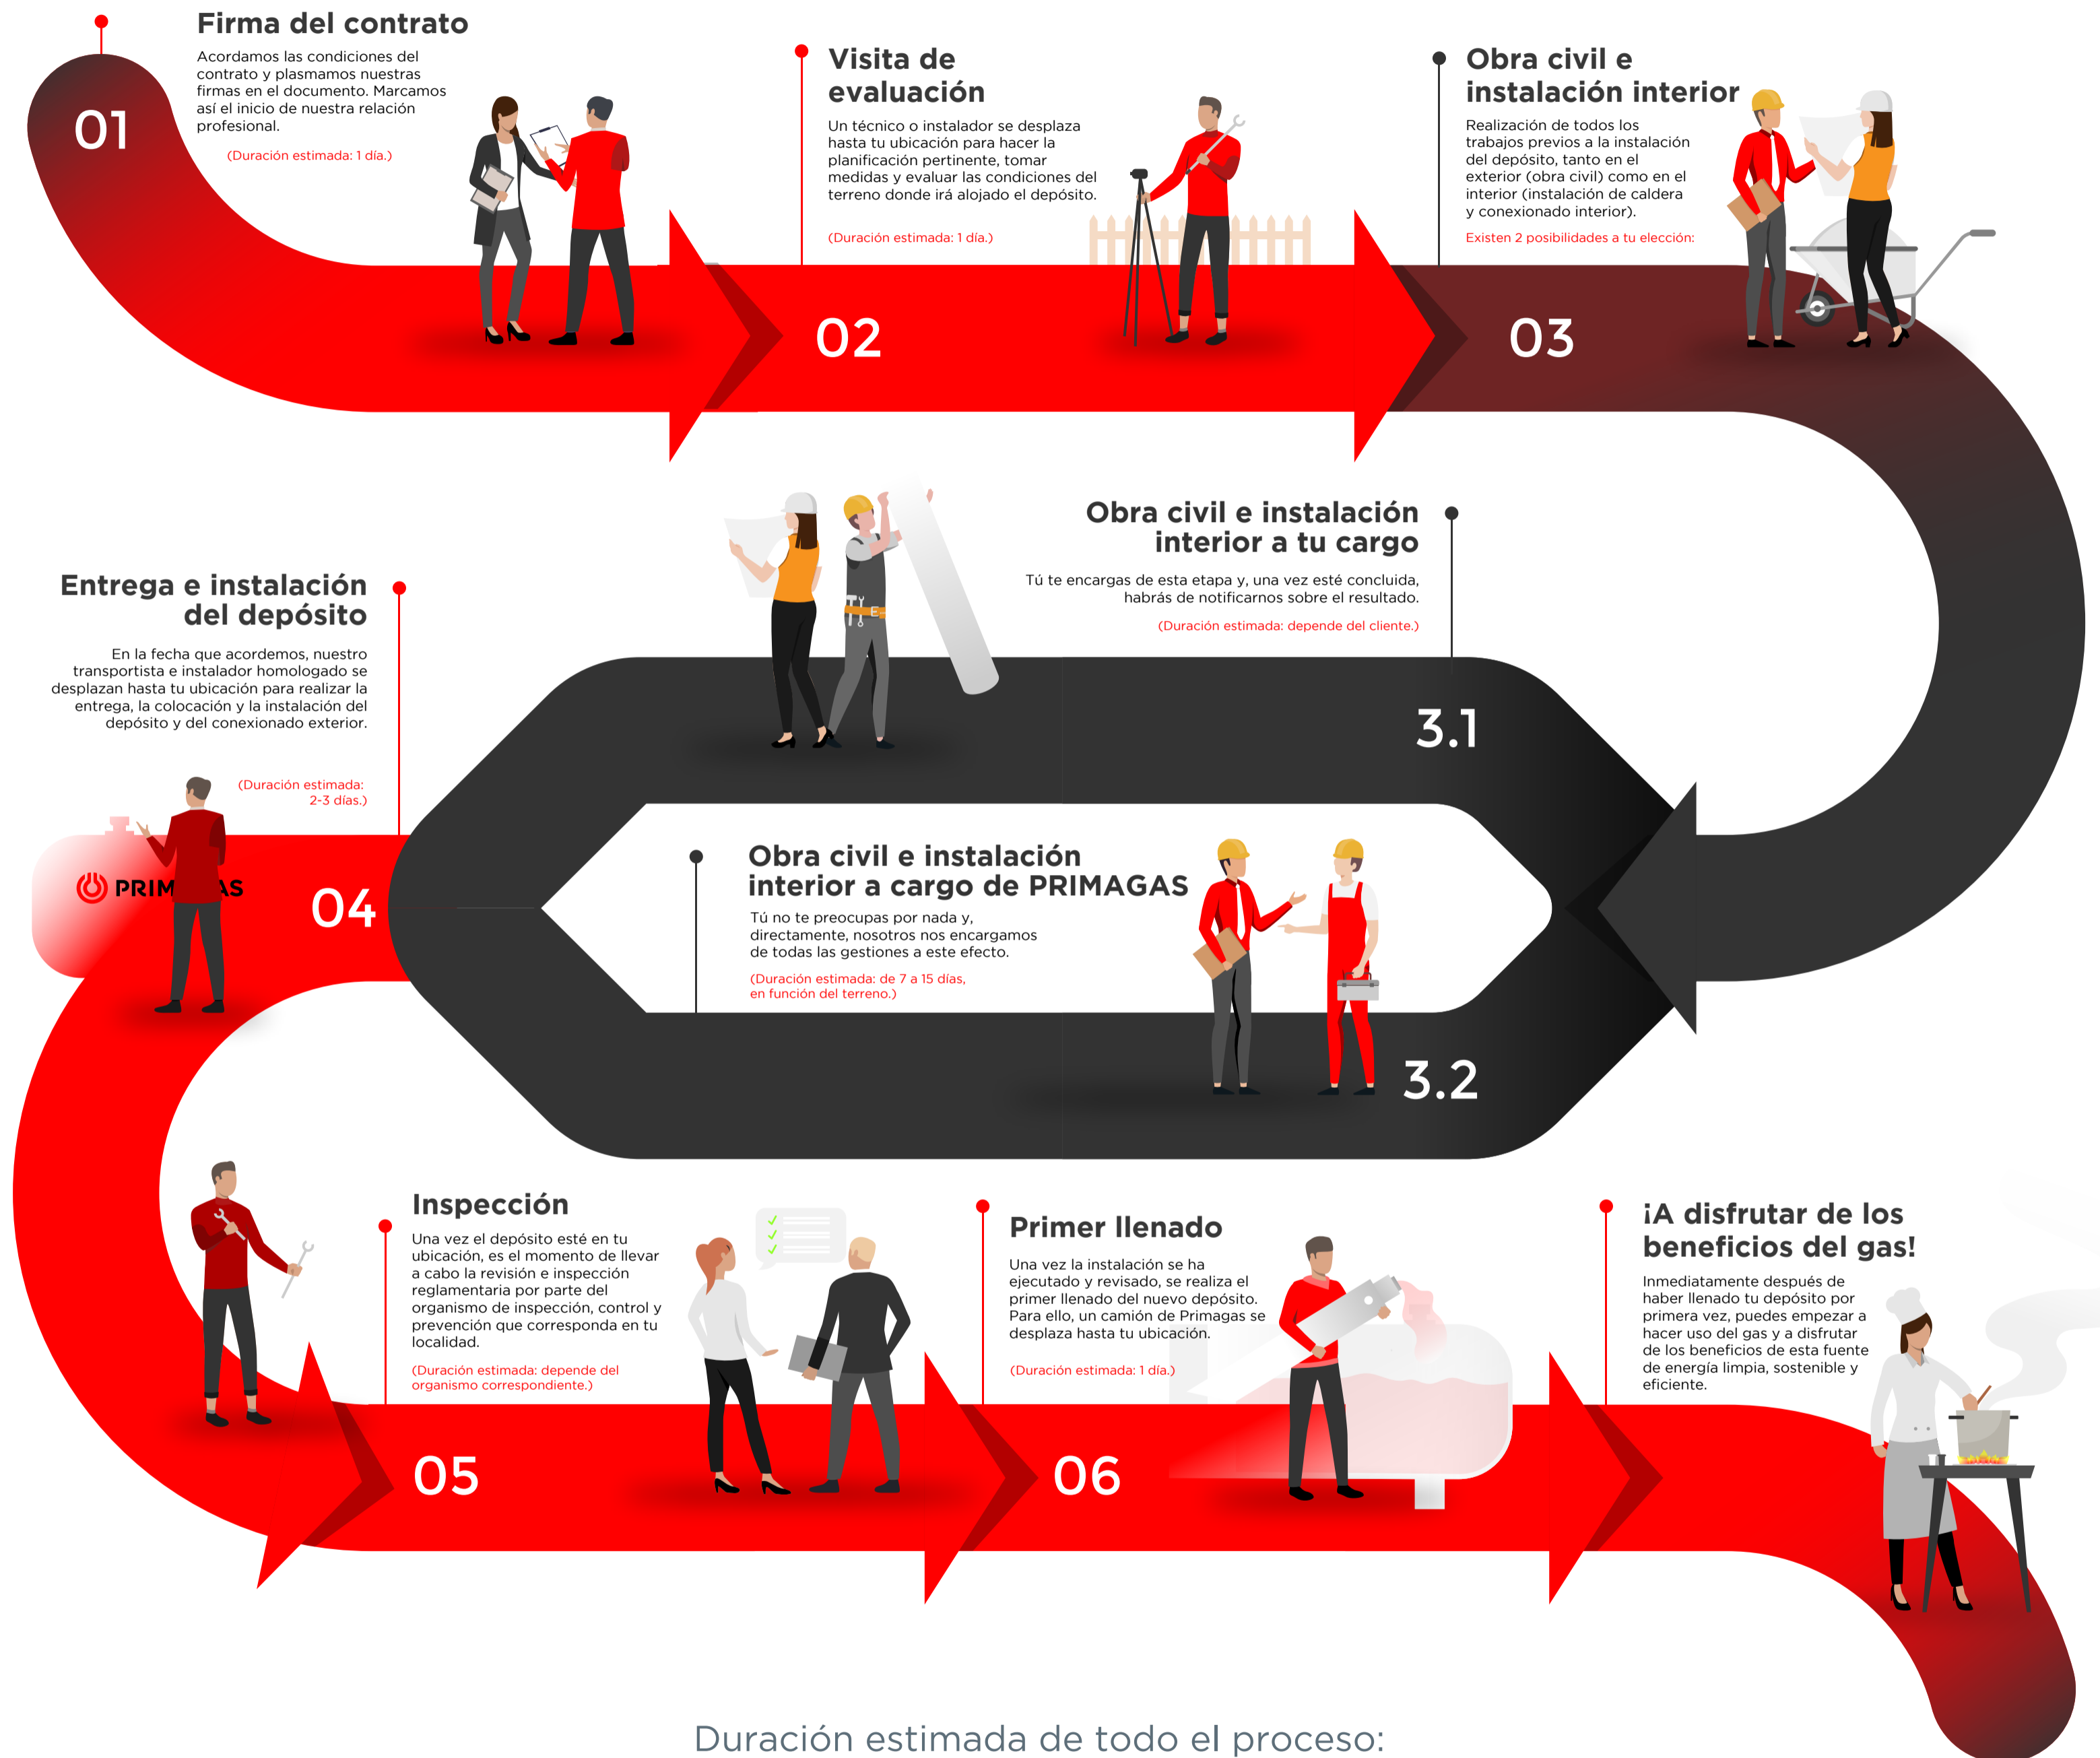 01
Firma del contrato
Acordamos las condiciones del
contrato y plasmamos nuestras
firmas en el documento. Marcamos
así el inicio de nuestra relación
profesional.
(Duración estimada: 1 día.)
02
Visita de
evaluación
Un técnico o instalador se desplaza
hasta tu ubicación para hacer la
planificación pertinente, tomar
medidas y evaluar las condiciones del
terreno donde irá alojado el depósito.
(Duración estimada: 1 día.)
03
Obra civil e
instalación interior
Realización de todos los
trabajos previos a la instalación
del depósito, tanto en el
exterior (obra civil) como en el
interior (instalación de caldera
y conexionado interior).
Existen 2 posibilidades a tu elección:
Obra civil e instalación
interior a tu cargo
Tú te encargas de esta etapa y, una vez esté concluida,
habrás de notificarnos sobre el resultado.
(Duración estimada: depende del cliente.)
3.1
Obra civil e instalación
interior a cargo de PRIMAGAS
Tú no te preocupas por nada y,
directamente, nosotros nos encargamos
de todas las gestiones a este efecto.
(Duración estimada: de 7 a 15 días,
en función del terreno.)
3.2
Entrega e instalación
del depósito
En la fecha que acordemos, nuestro
transportista e instalador homologado se
desplazan hasta tu ubicación para realizar la
entrega, la colocación y la instalación del
depósito y del conexionado exterior.
(Duración estimada:
2-3 días.)
04
Inspección
Una vez el depósito esté en tu
ubicación, es el momento de llevar
a cabo la revisión e inspección
reglamentaria por parte del
organismo de inspección, control y
prevención que corresponda en tu
localidad.
(Duración estimada: depende del
organismo correspondiente.)
05
Primer llenado
Una vez la instalación se ha
ejecutado y revisado, se realiza el
primer llenado del nuevo depósito.
Para ello, un camión de Primagas se
desplaza hasta tu ubicación.
(Duración estimada: 1 día.)
06
¡A disfrutar de los
beneficios del gas!
Inmediatamente después de
haber llenado tu depósito por
primera vez, puedes empezar a
hacer uso del gas y a disfrutar
de los beneficios de esta fuente
de energía limpia, sostenible y
eficiente.
Duración estimada de todo el proceso: